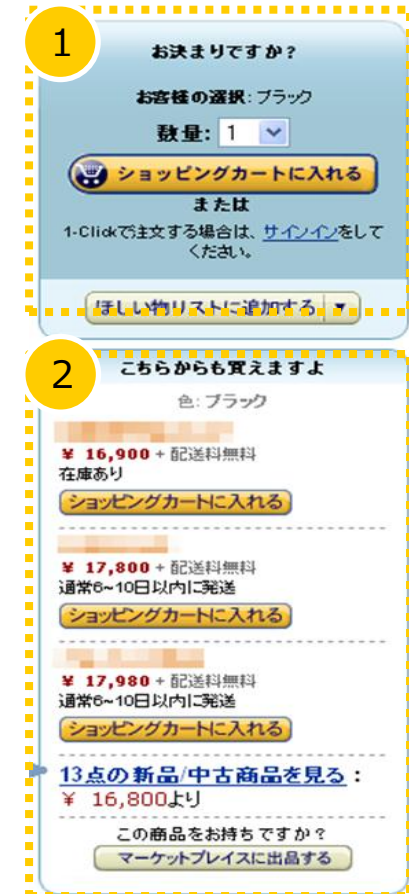 1
お決まりですか?
お客様の選択: ブラック
数量: 1
ショッピングカートに入れる
または
1-Clickで注文する場合は、サインインをして
ください。
ほしい物リストに追加する
2
こちらからも買えますよ
色: ブラック
¥ 16,900 + 配送料無料
在庫あり
ショッピングカートに入れる
¥ 17,800 + 配送料無料
通常6~10日以内に発送
ショッピングカートに入れる
¥ 17,980 + 配送料無料
通常6~10日以内に発送
ショッピングカートに入れる
13点の新品/中古商品を見る:
¥ 16,800より
この商品をお持ちですか?
マーケットプレイスに出品する